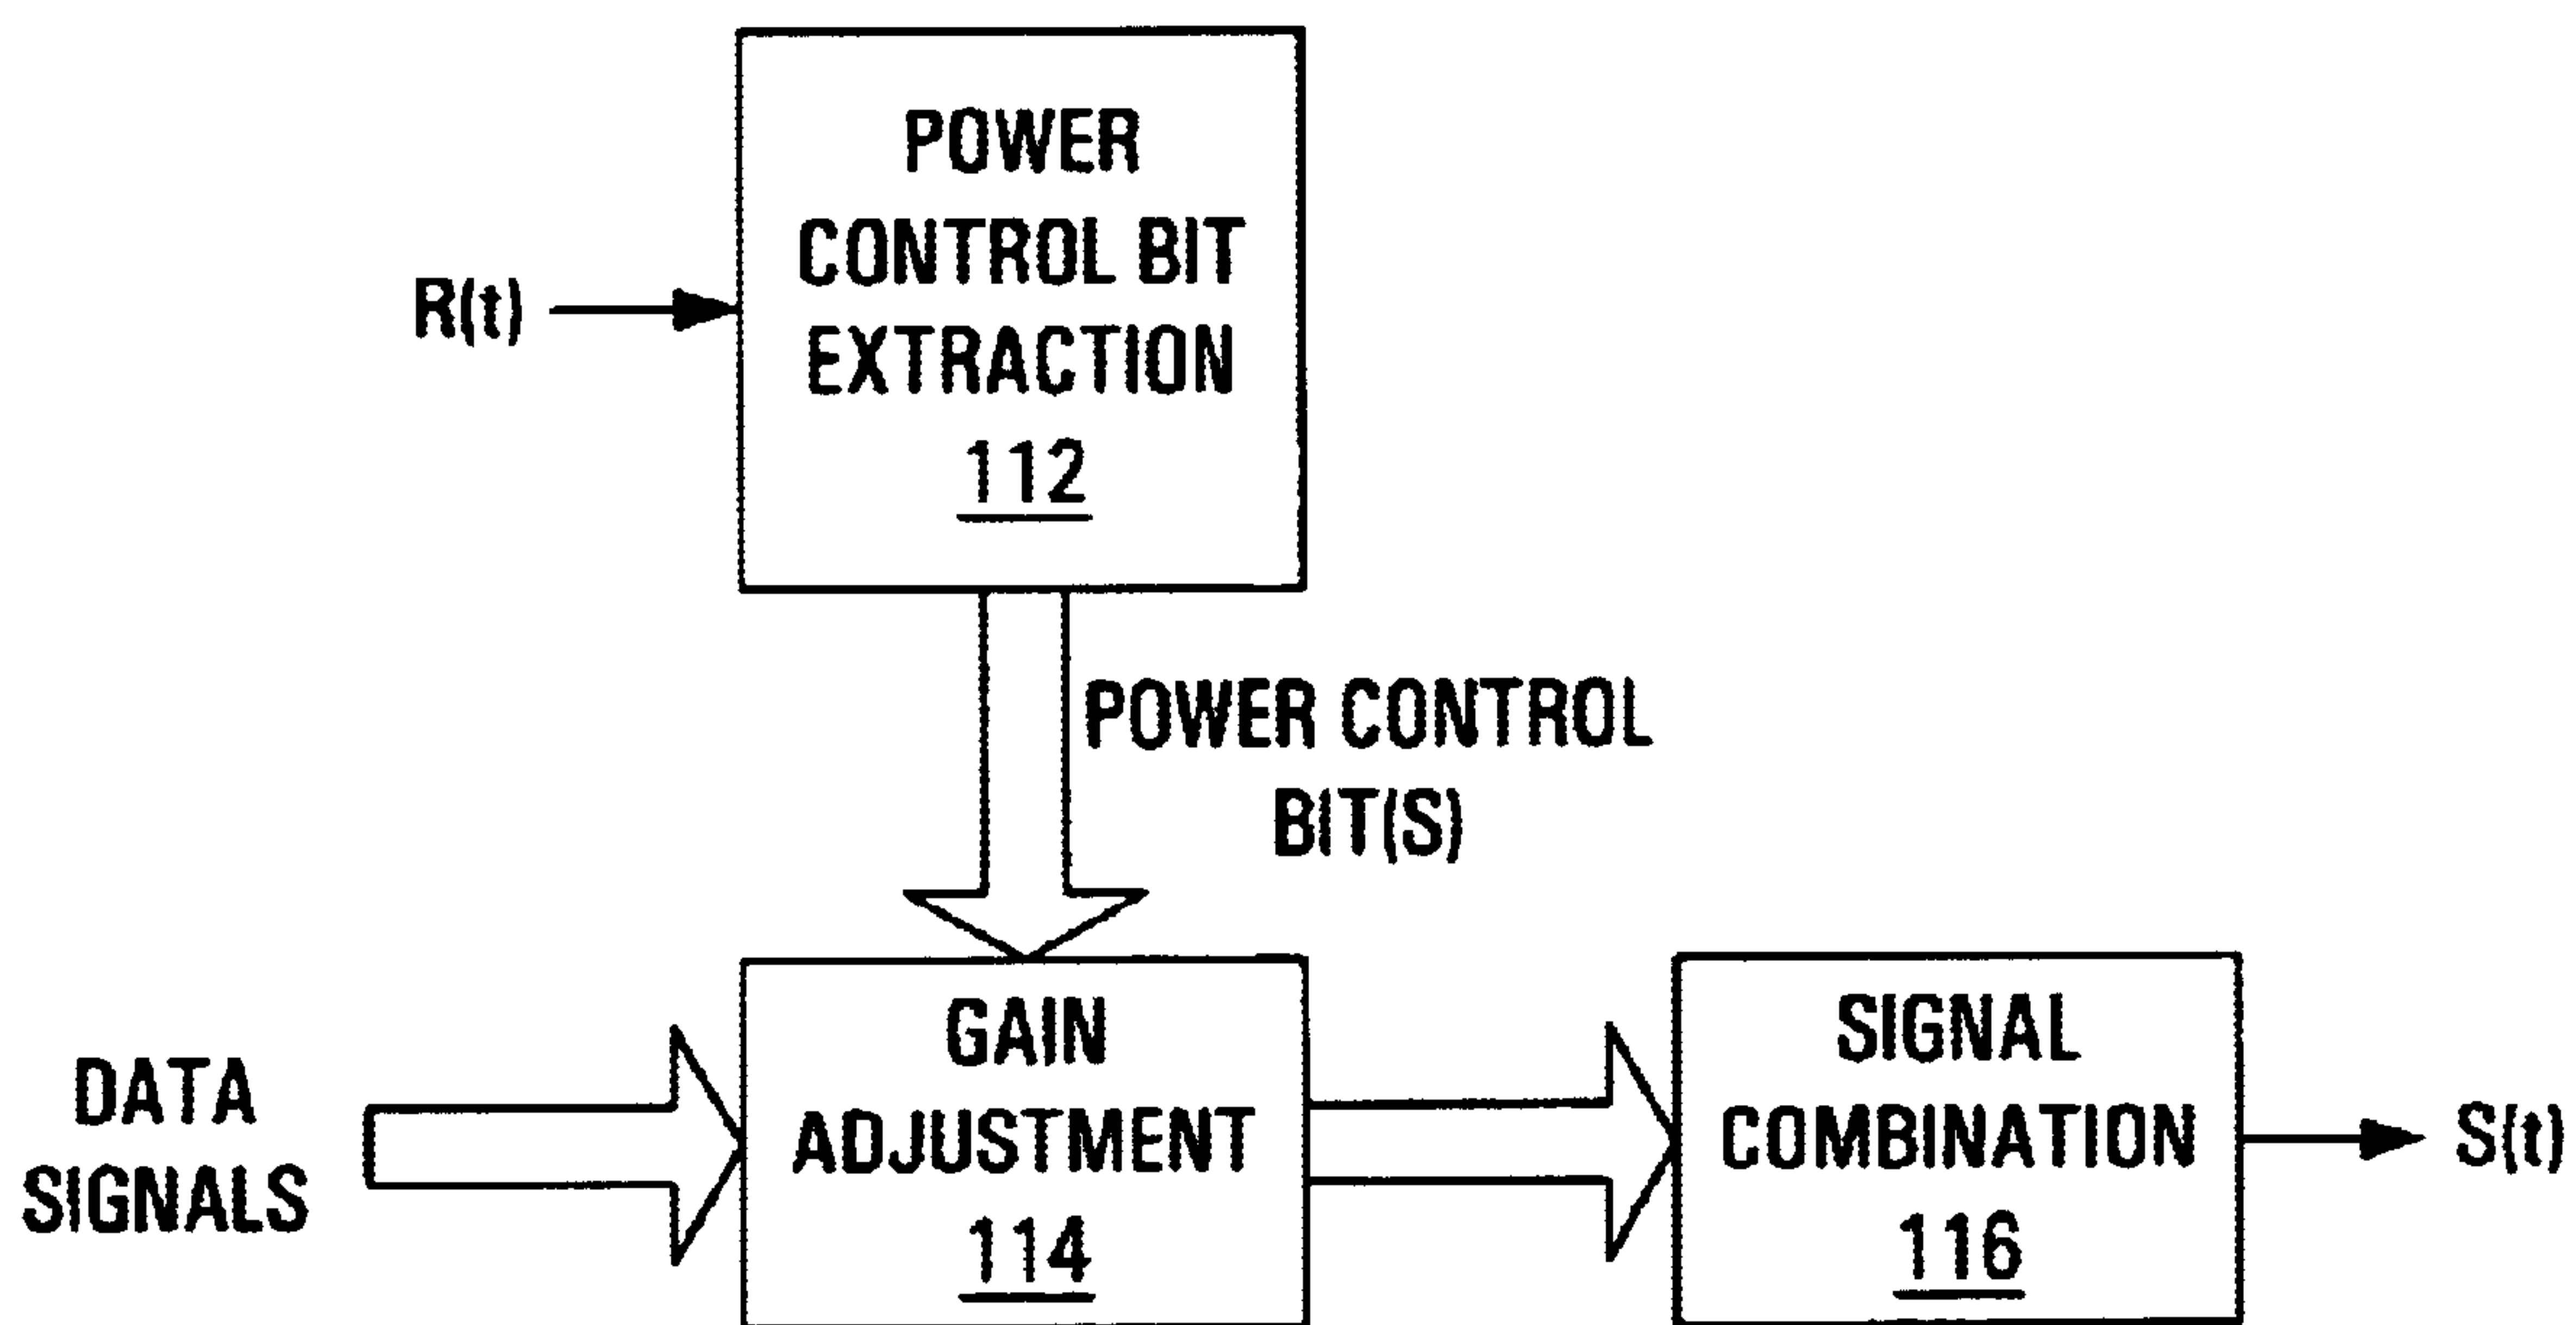 POWER
CONTROL BIT
EXTRACTION
112
R(t)
POWER CONTROL
BIT(S)
DATA
SIGNALS
GAIN
ADJUSTMENT
114
SIGNAL
COMBINATION
116
S(t)